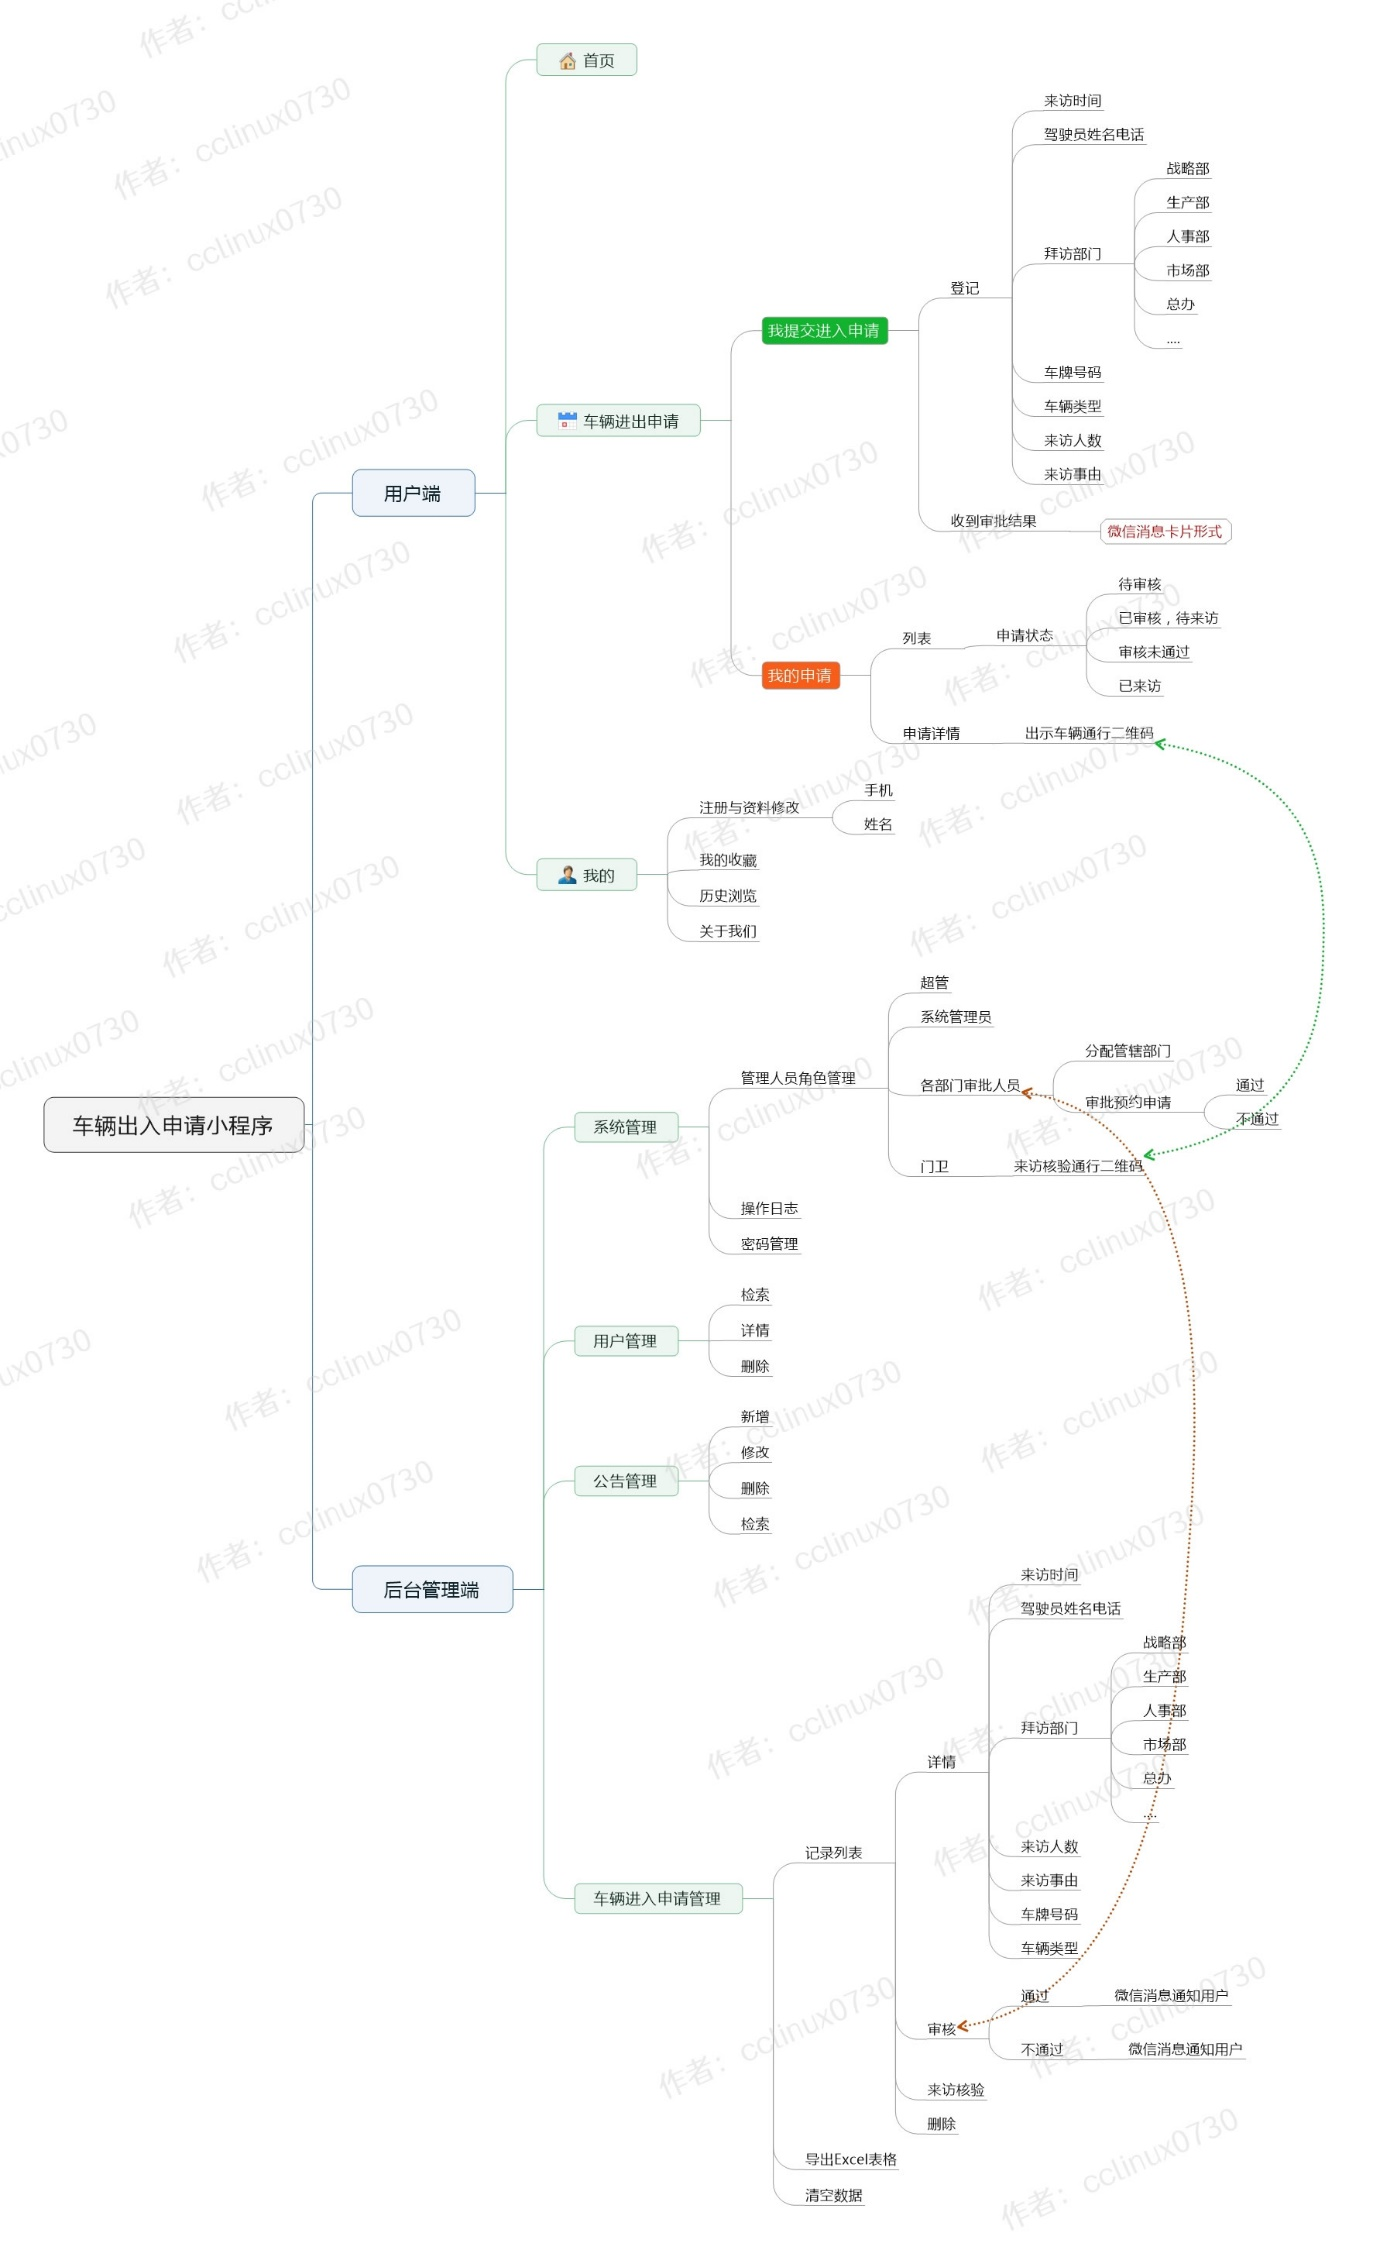 首页
来访时间
驾驶员姓名电话
战略部
生产部
人事部
拜访部门
市场部
登记
总办
我提交进入申请
....
车牌号码
车辆类型
车辆进出申请
来访人数
来访事由
用户端
收到审批结果
微信消息卡片形式
待审核
已审核，待来访
列表
申请状态
审核未通过
我的申请
已来访
申请详情
出示车辆通行二维码
手机
注册与资料修改
姓名
我的收藏
我的
历史浏览
关于我们
超管
系统管理员
分配管辖部门
管理人员角色管理
各部门审批人员
通过
审批预约申请
不通过
车辆出入申请小程序
系统管理
门卫
来访核验通行二维码
操作日志
密码管理
检索
用户管理
详情
删除
新增
修改
公告管理
删除
检索
来访时间
后台管理端
驾驶员姓名电话
战略部
生产部
人事部
拜访部门
市场部
详情
总办
....
来访人数
记录列表
来访事由
车辆进入申请管理
车牌号码
车辆类型
通过
微信消息通知用户
审核
不通过
微信消息通知用户
来访核验
删除
导出Excel表格
清空数据
作者：cclinux0730